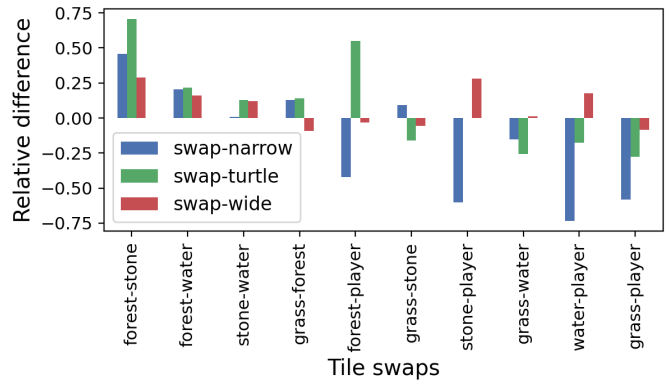 Relative difference
0.75
0.50
0.25
0.00
−0.25
−0.50
−0.75
swap-narrow
swap-turtle
swap-wide
forest-stone
forest-water
stone-water
grass-forest
forest-player
grass-stone
stone-player
grass-water
water-player
grass-player
Tile swaps